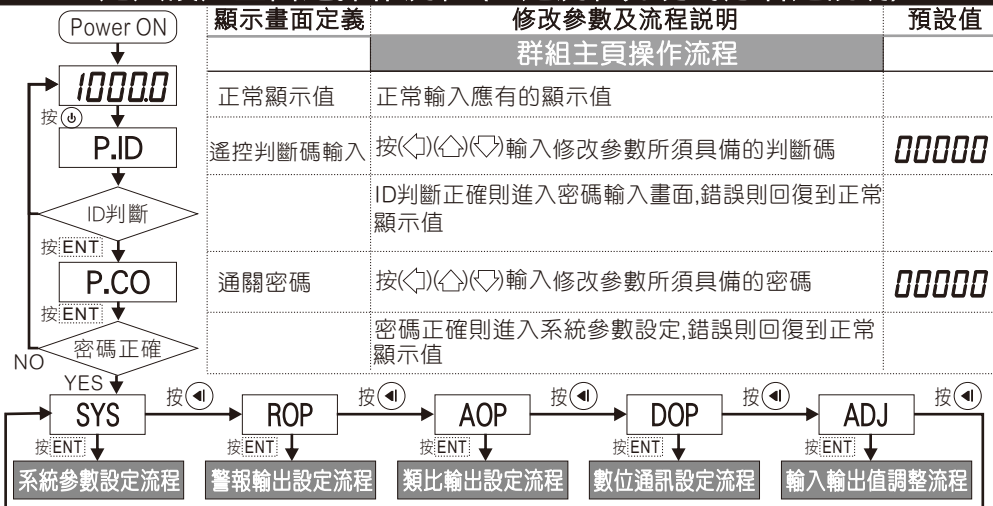 Power ON
顯示畫面定義 修改參數及流程説明 預設值
群組主頁操作流程
1000.0
正常顯示值 正常輸入應有的顯示值
按
P.ID
遙控判斷碼輸入 按(⇦)(⇧)(⇩)輸入修改參數所須具備的判斷碼 00000
ID判斷
ID判斷正確則進入密碼輸入畫面,錯誤則回復到正常
顯示值
按ENT
P.CO
通關密碼 按(⇦)(⇧)(⇩)輸入修改參數所須具備的密碼 00000
按ENT
密碼正確
密碼正確則進入系統參數設定,錯誤則回復到正常
顯示值
NO
YES
SYS 按 ROP 按 AOP 按 DOP 按 ADJ 按
按ENT 按ENT 按ENT 按ENT 按ENT
系統參數設定流程 警報輸出設定流程 類比輸出設定流程 數位通訊設定流程 輸入輸出值調整流程